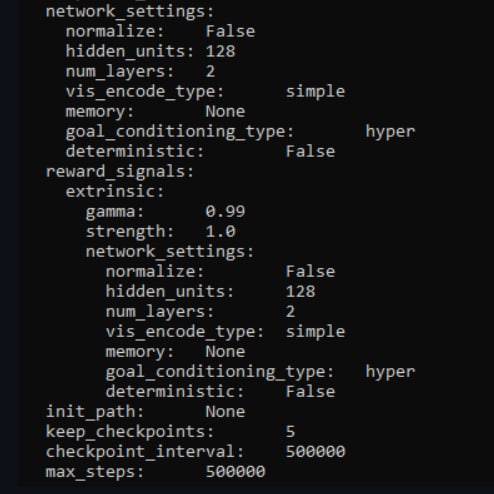 network_settings:
normalize: False
hidden_units: 128
num_layers: 2
vis_encode_type: simple
memory: None
goal_conditioning_type: hyper
deterministic: False
reward_signals:
extrinsic:
gamma: 0.99
strength: 1.0
network_settings:
normalize: False
hidden_units: 128
num_layers: 2
vis_encode_type: simple
memory: None
goal_conditioning_type: hyper
deterministic: False
init_path: None
keep_checkpoints: 5
checkpoint_interval: 500000
max_steps: 500000